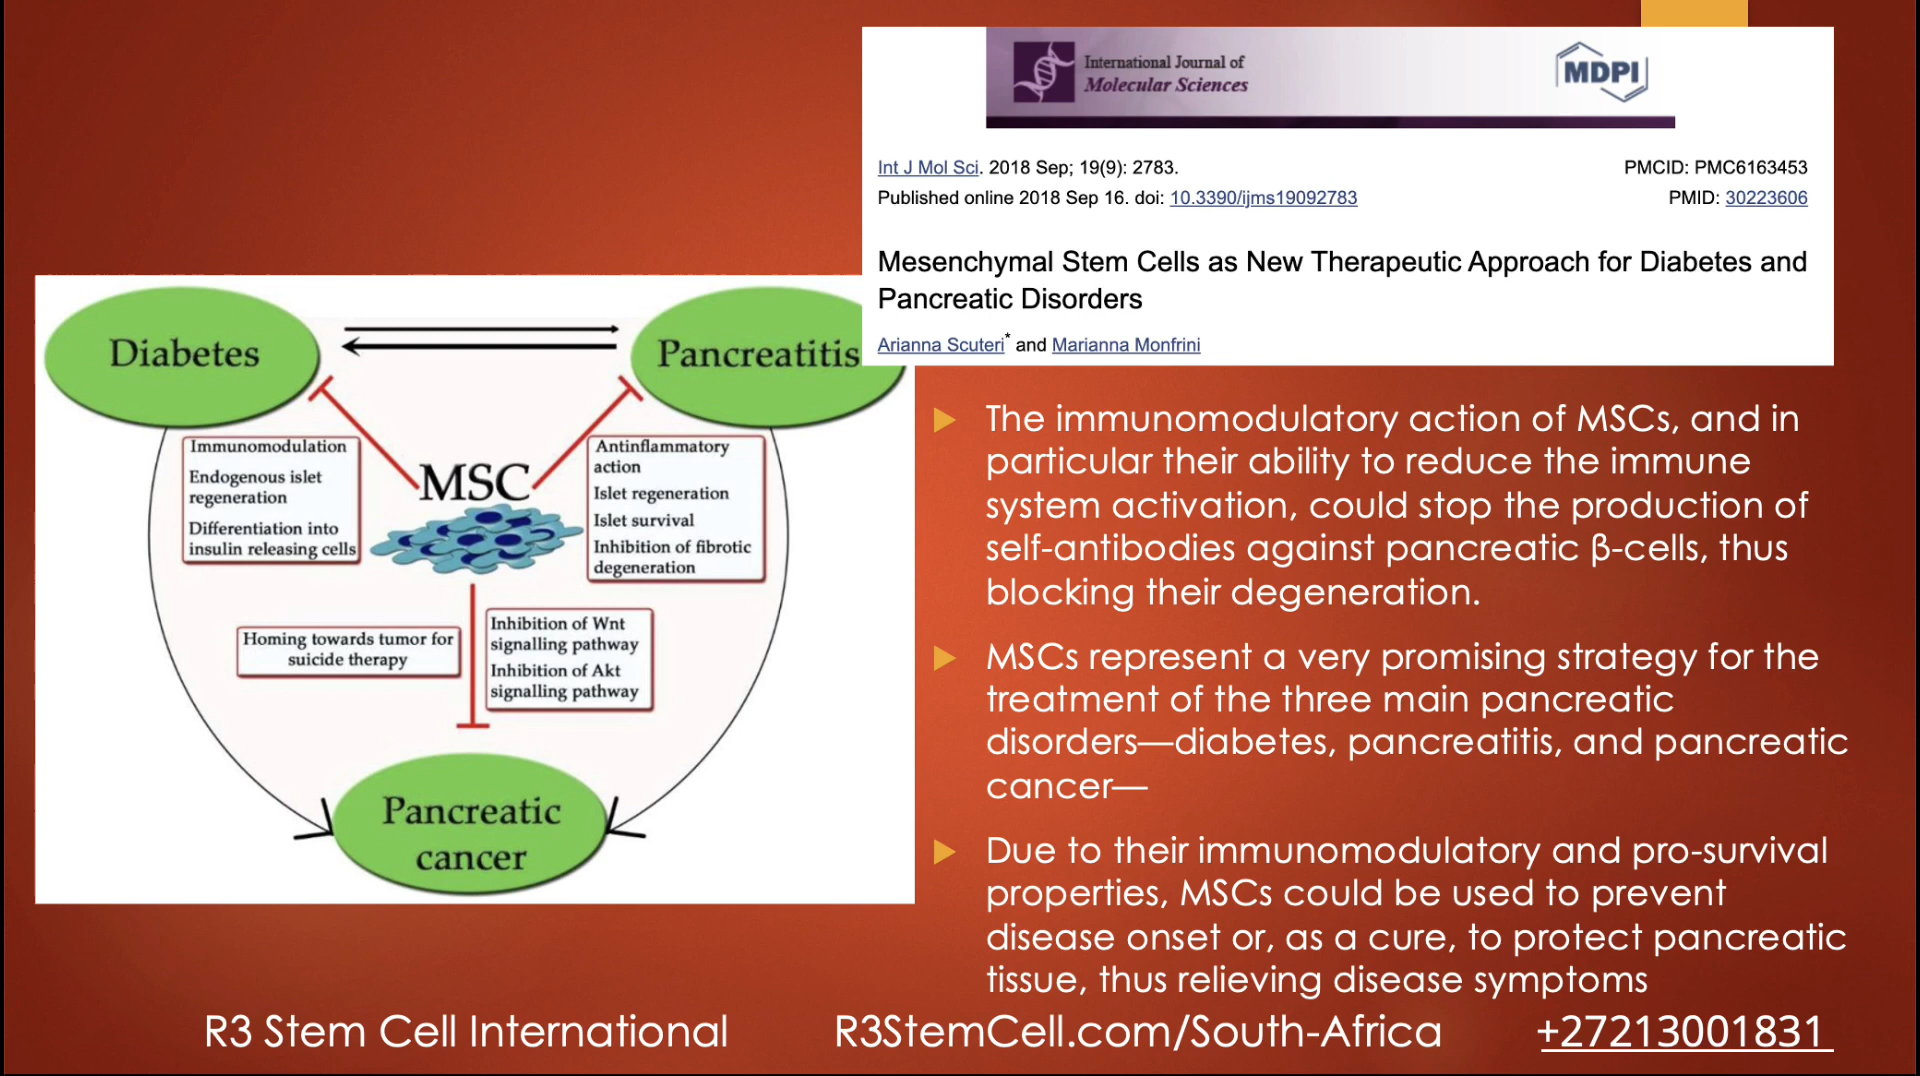 International Journal of
Molecular Sciences
MDPI
Int J Mol Sci. 2018 Sep; 19(9): 2783.
PMCID: PMC6163453
Published online 2018 Sep 16. doi: 10.3390/ijms19092783
PMID: 30223606
Mesenchymal Stem Cells as New Therapeutic Approach for Diabetes and
Pancreatic Disorders
Arianna Scuteri* and Marianna Monfrini
Diabetes
Pancreatitis
Immunomodulation
Endogenous islet
regeneration
Differentiation into
insulin releasing cells
MSC
Antinflammatory
action
Islet regeneration
Islet survival
Inhibition of fibrotic
degeneration
Homing towards tumor for
suicide therapy
Inhibition of Wnt
signalling pathway
Inhibition of Akt
signalling pathway
Pancreatic
cancer
The immunomodulatory action of MSCs, and in
particular their ability to reduce the immune
system activation, could stop the production of
self-antibodies against pancreatic β-cells, thus
blocking their degeneration.
MSCs represent a very promising strategy for the
treatment of the three main pancreatic
disorders—diabetes, pancreatitis, and pancreatic
cancer—
Due to their immunomodulatory and pro-survival
properties, MSCs could be used to prevent
disease onset or, as a cure, to protect pancreatic
tissue, thus relieving disease symptoms
R3 Stem Cell International
R3StemCell.com/South-Africa
+27213001831